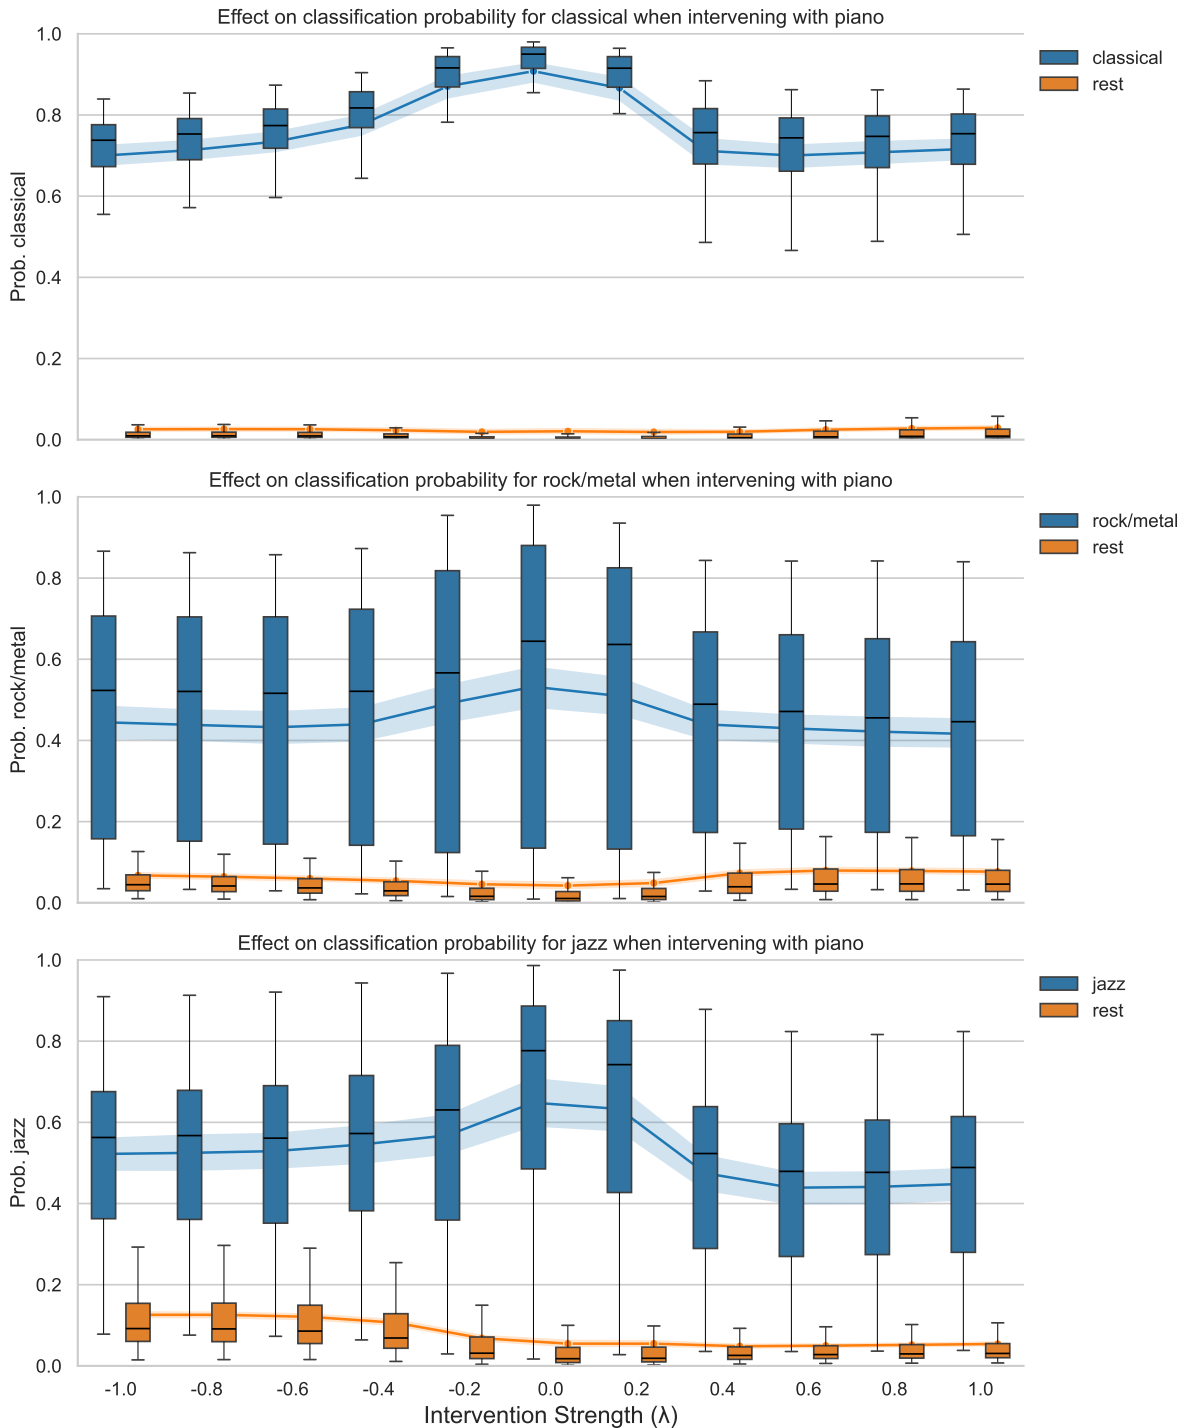 Effect on classification probability for classical when intervening with piano
1.0
0.8
0.6
0.4
0.2
0.0
Prob. classical
classical
rest
Effect on classification probability for rock/metal when intervening with piano
1.0
0.8
0.6
0.4
0.2
0.0
Prob. rock/metal
rock/metal
rest
Effect on classification probability for jazz when intervening with piano
1.0
0.8
0.6
0.4
0.2
0.0
Prob. jazz
jazz
rest
-1.0 -0.8 -0.6 -0.4 -0.2 0.0 0.2 0.4 0.6 0.8 1.0
Intervention Strength (λ)